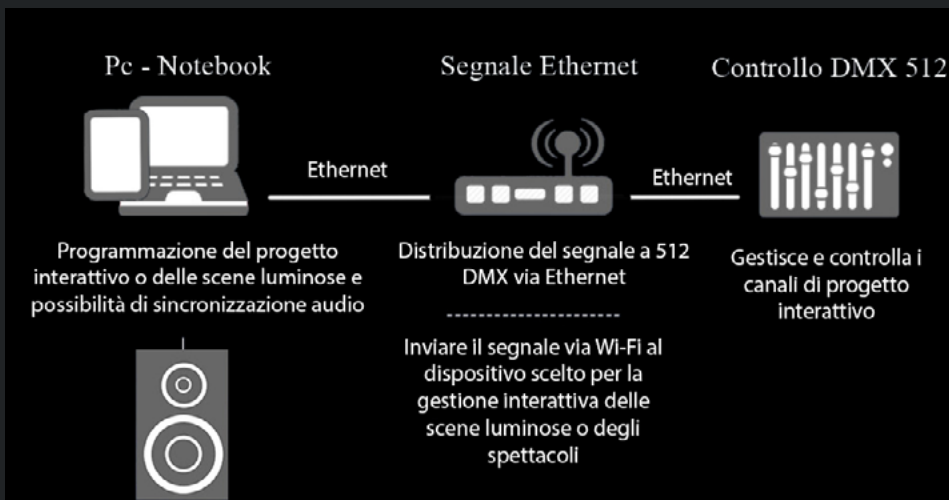 Pc - Notebook
Segnale Ethernet
Controllo DMX 512
Ethernet
Ethernet
Programmazione del progetto
interattivo o delle scene luminose e
possibilità di sincronizzazione audio
Distribuzione del segnale a 512
DMX via Ethernet
Inviare il segnale via Wi-Fi al
dispositivo scelto per la
gestione interattiva delle
scene luminose o degli
spettacoli
Gestisce e controlla i
canali di progetto
interattivo